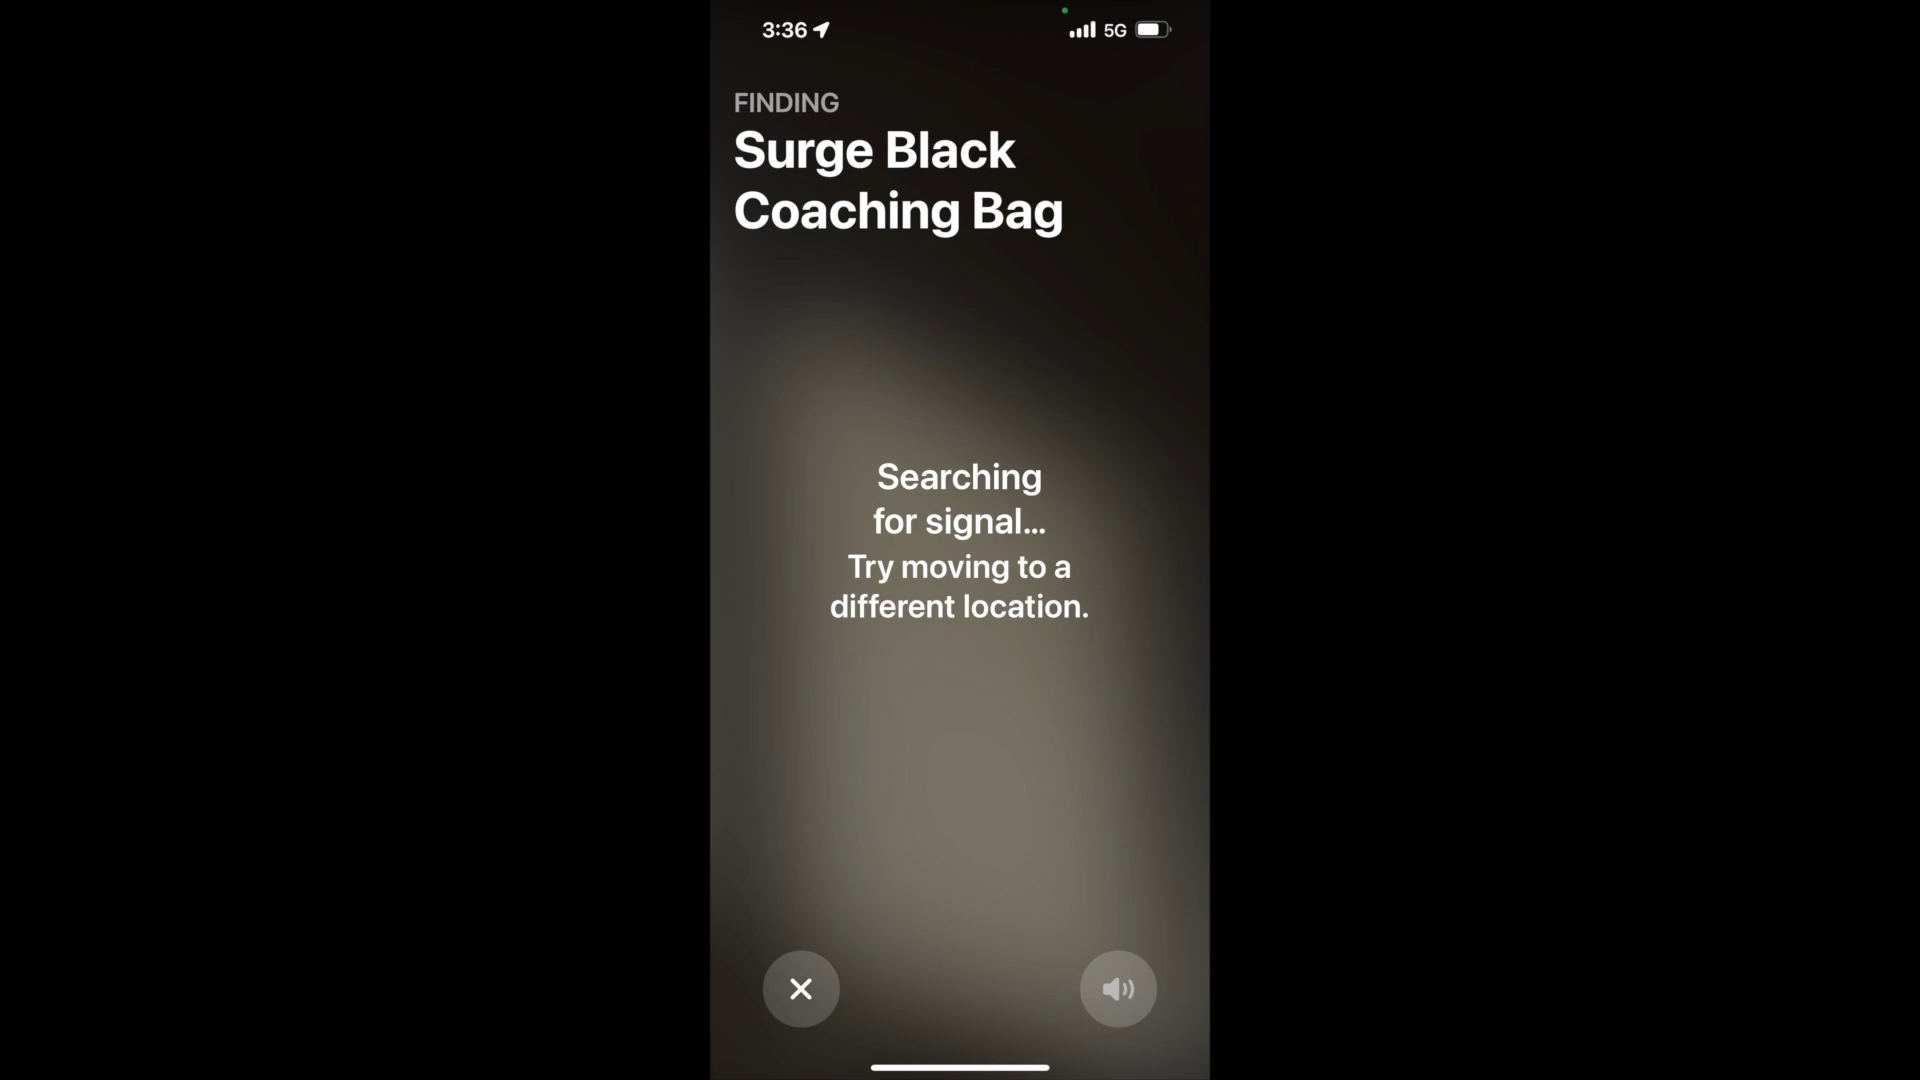 3:36 5G
FINDING
Surge Black
Coaching Bag
Searching
for signal...
Try moving to a
different location.